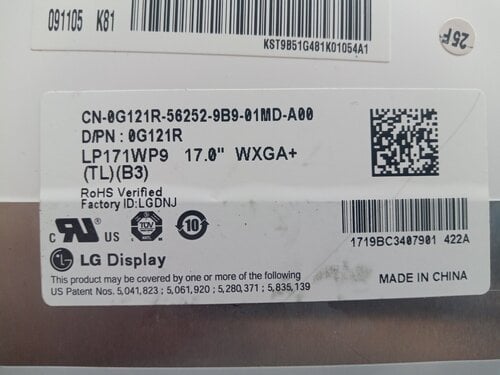 091105 K81
KST9B51G481K01054A1
25F
CN-0G121R-56252-9B9-01MD-A00
D/PN : 0G121R
LP171WP9 17.0" WXGA+
(TL)(B3)
RoHS Verified
Factory ID:LGDNJ
C US TÜV 10
1719BC3407901 422A
LG Display
MADE IN CHINA
This product may be covered by one or more of the following
US Patent Nos. 5,041,823 ; 5,061,920 ; 5,280,371 ; 5,835,139